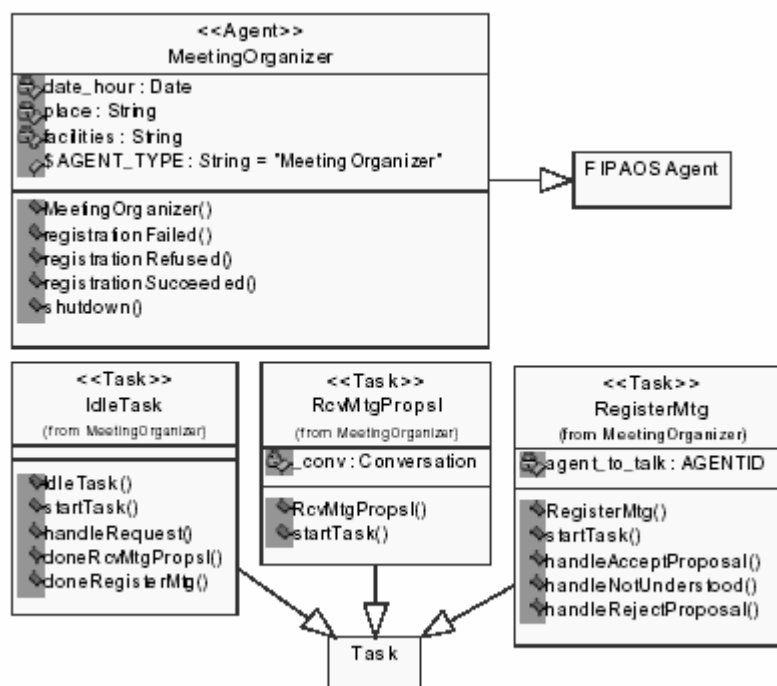 <<Agent>>
MeetingOrganizer
date_hour : Date
place : String
facilities : String
$AGENT_TYPE : String = "Meeting Organizer"
MeetingOrganizer()
registrationFailed()
registrationRefused()
registrationSucceeded()
shutdown()
FIPAOS Agent
<<Task>>
IdleTask
(from MeetingOrganizer)
IdleTask()
startTask()
handleRequest()
doneRcvMtgPropsl()
doneRegisterMtg()
<<Task>>
RcvMtgPropsl
(from MeetingOrganizer)
_conv : Conversation
RcvMtgPropsl()
startTask()
<<Task>>
RegisterMtg
(from MeetingOrganizer)
agent_to_talk : AGENTID
RegisterMtg()
startTask()
handleAcceptProposal()
handleNotUnderstood()
handleRejectProposal()
Task